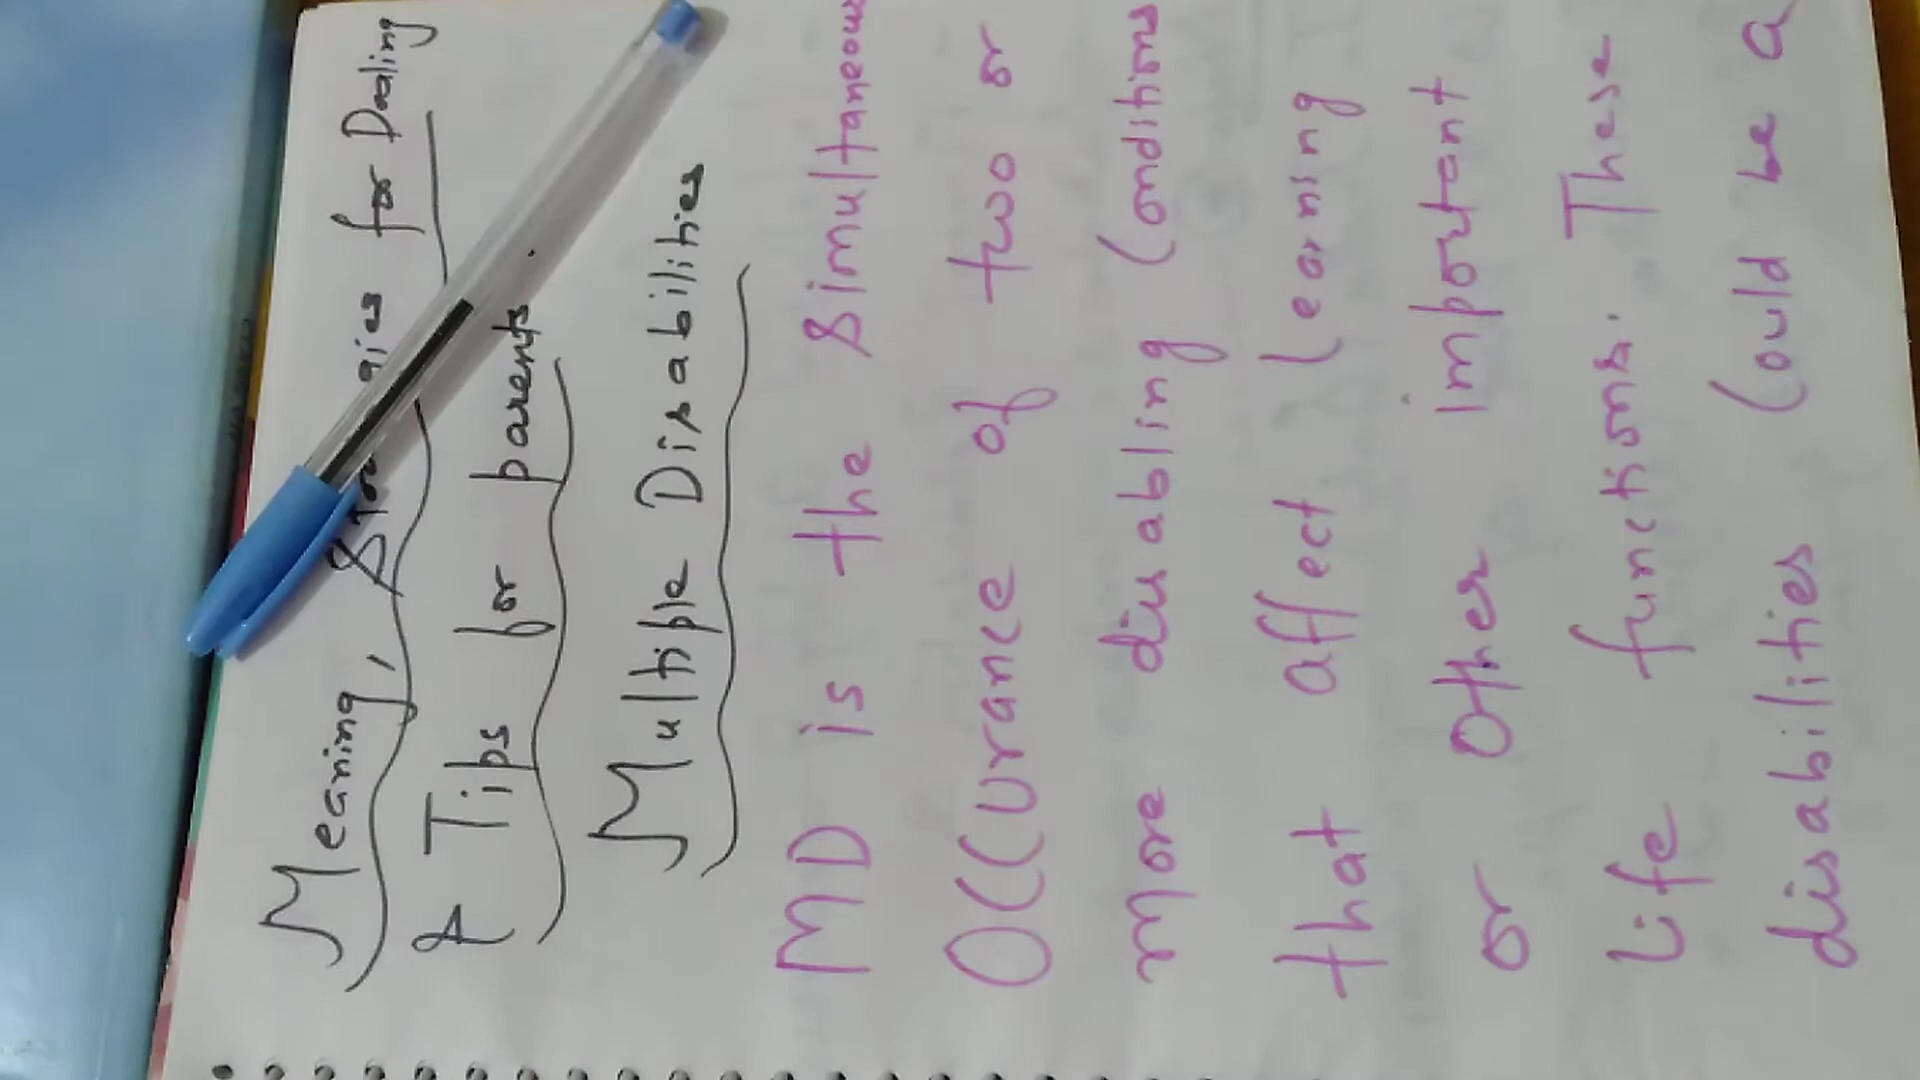 Meaning, Strategies for Dealing
& Tips for parents.
Multiple Disabilities
MD is the Simultaneous
Occurance of two or
more disabling Conditions
that affect Learning
or Other important
Life functions. These
disabilities Could be a